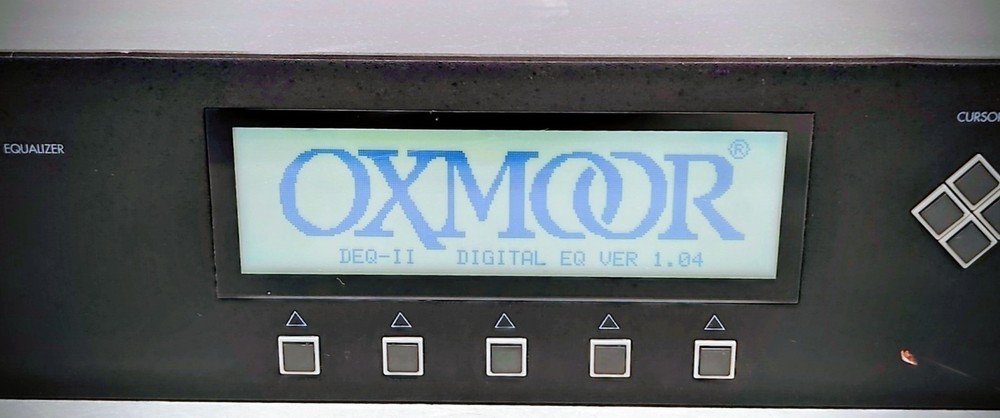 EQUALIZER
OXMOOR®
DEQ-II DIGITAL EQ VER 1.04